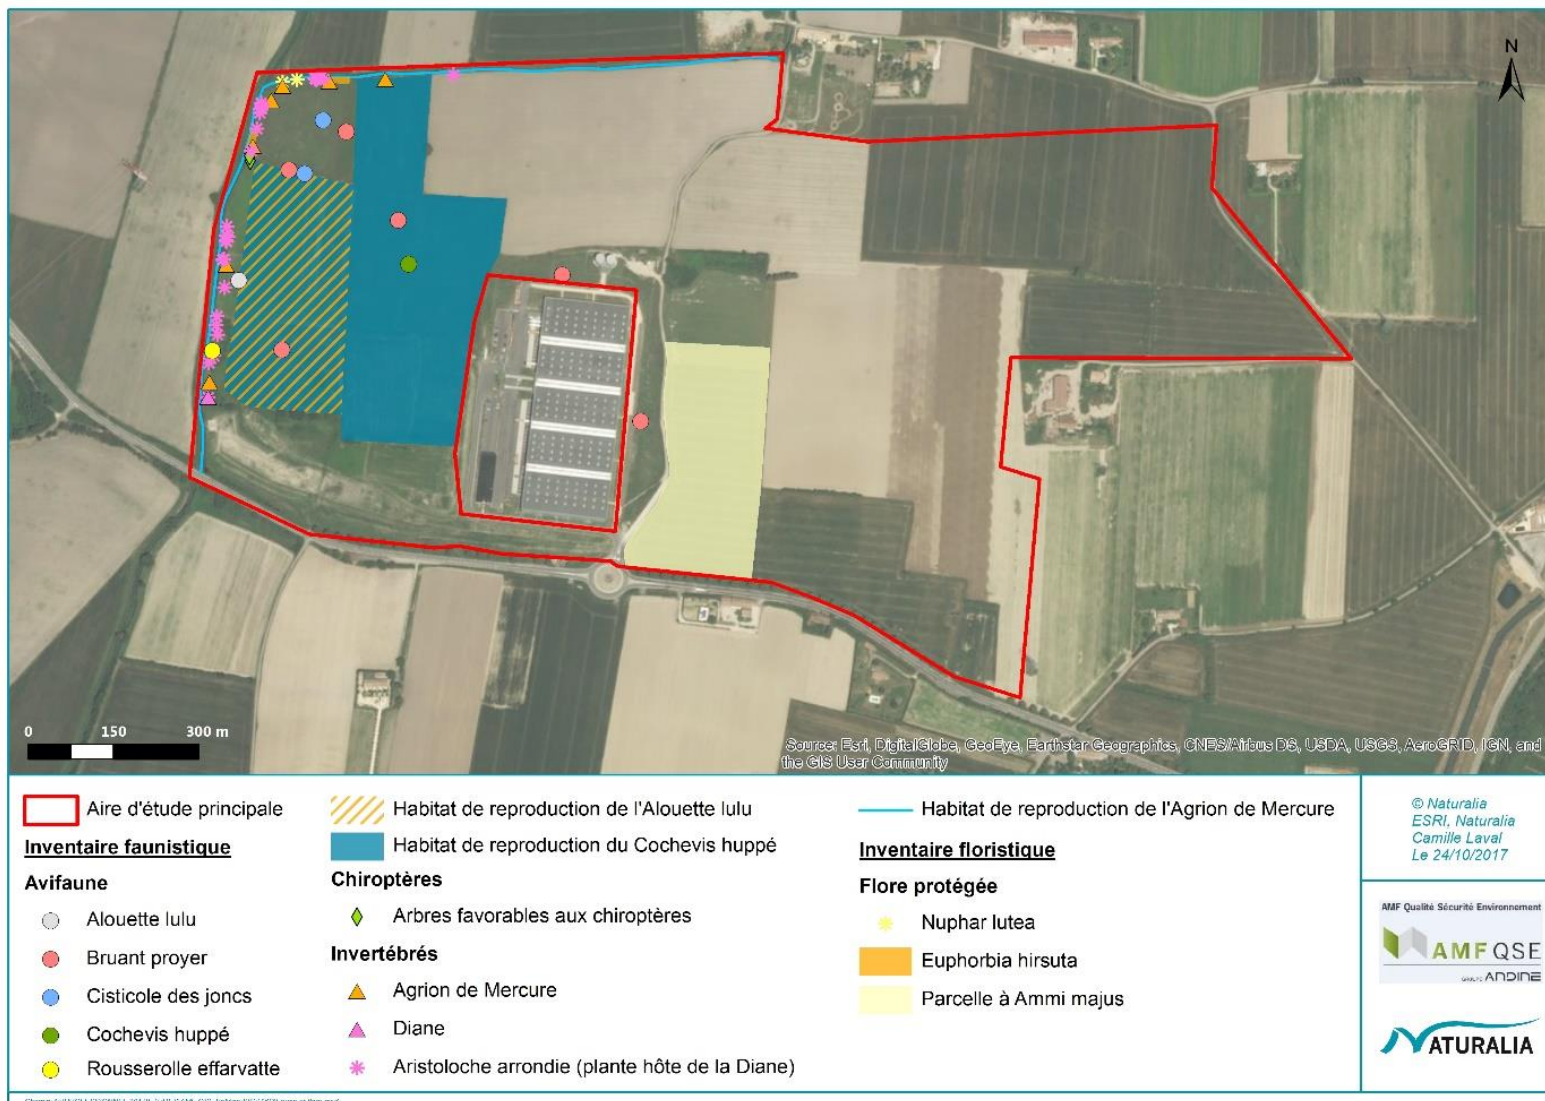 N
0 150 300 m
Source: Esri, DigitalGlobe, GeoEye, Earthstar Geographics, CNES/Airbus DS, USDA, USGS, AeroGRID, IGN, and
the GIS User Community
Aire d'étude principale
Inventaire faunistique
Avifaune
Alouette lulu
Bruant proyer
Cisticole des joncs
Cochevis huppé
Rousserolle effarvatte
Habitat de reproduction de l'Alouette lulu
Habitat de reproduction du Cochevis huppé
Chiroptères
Arbres favorables aux chiroptères
Invertébrés
Agrion de Mercure
Diane
Aristoloche arrondie (plante hôte de la Diane)
Habitat de reproduction de l'Agrion de Mercure
Inventaire floristique
Flore protégée
Nuphar lutea
Euphorbia hirsuta
Parcelle à Ammi majus
© Naturalia
ESRI, Naturalia
Camille Laval
Le 24/10/2017
AMF Qualité Sécurité Environnement
AMF QSE
GROUPE ANDINE
NATURALIA